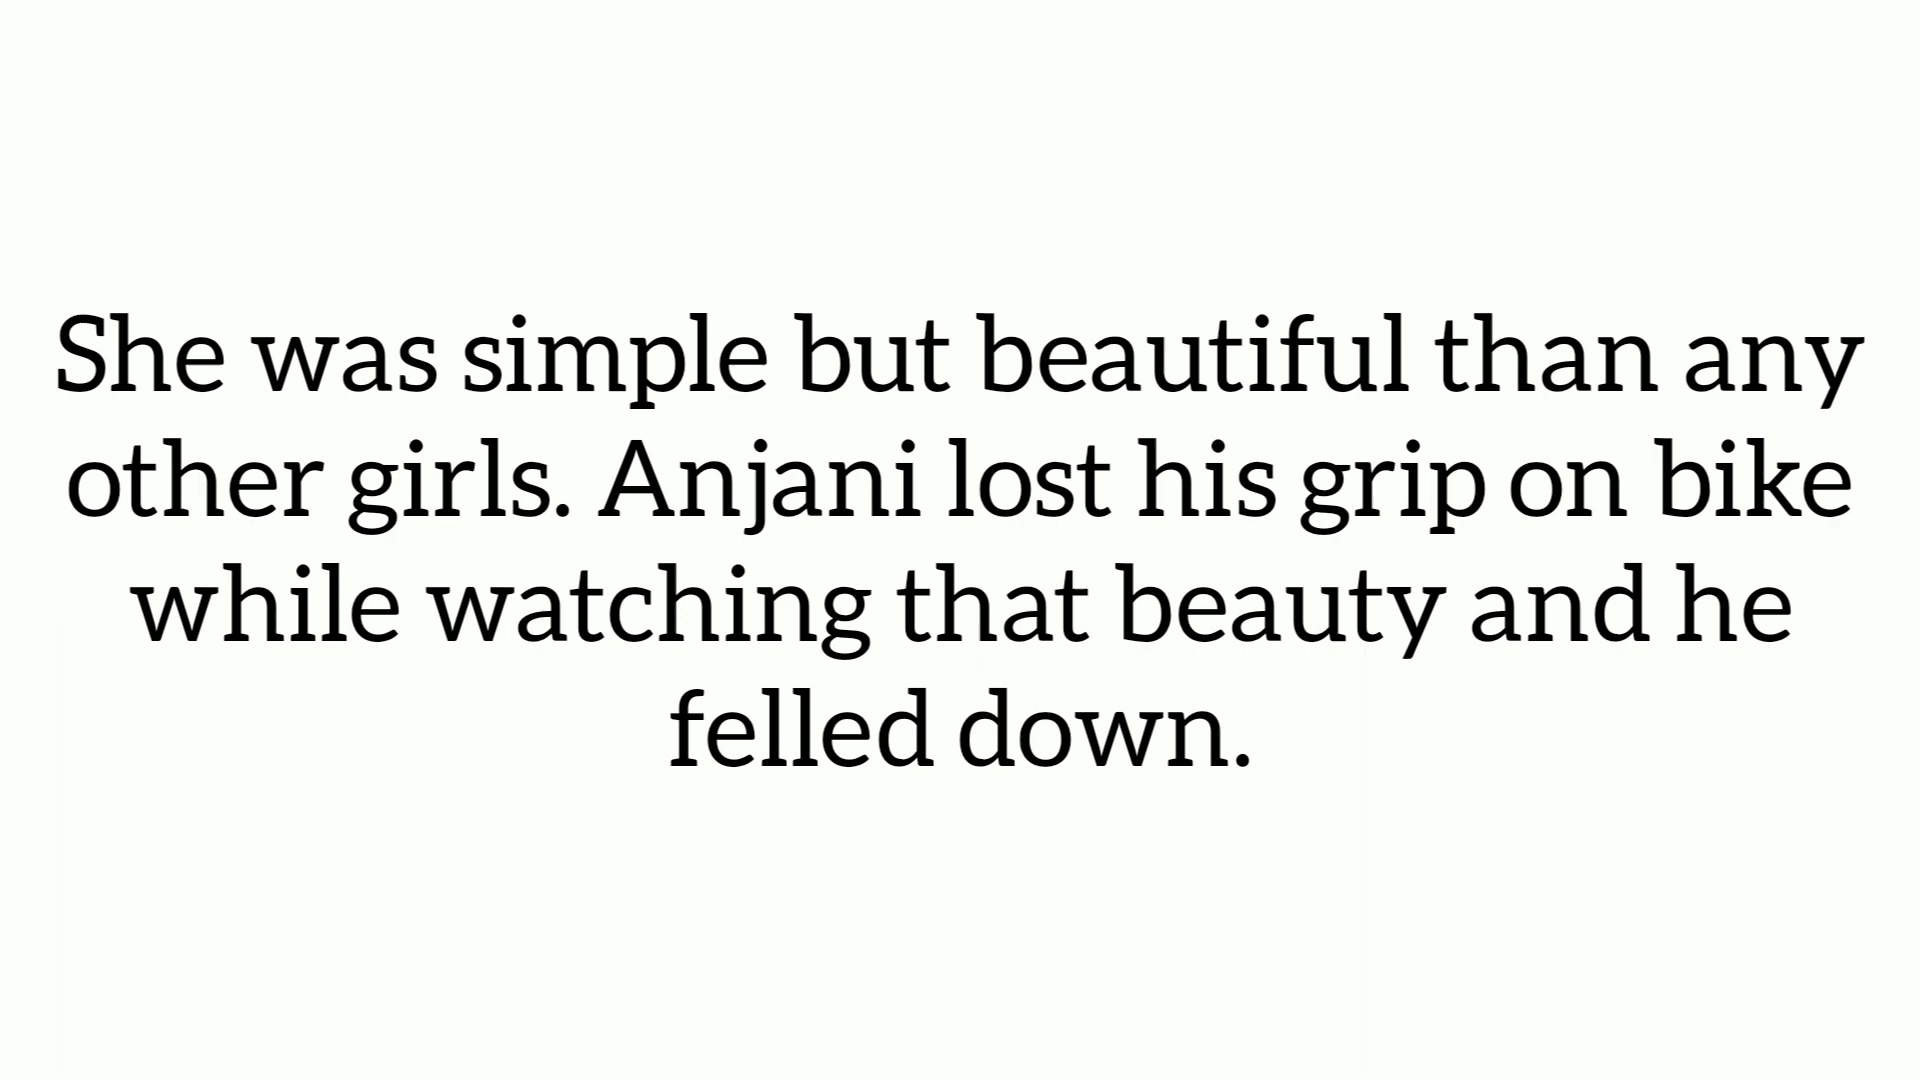 She was simple but beautiful than any
other girls. Anjani lost his grip on bike
while watching that beauty and he
felled down.